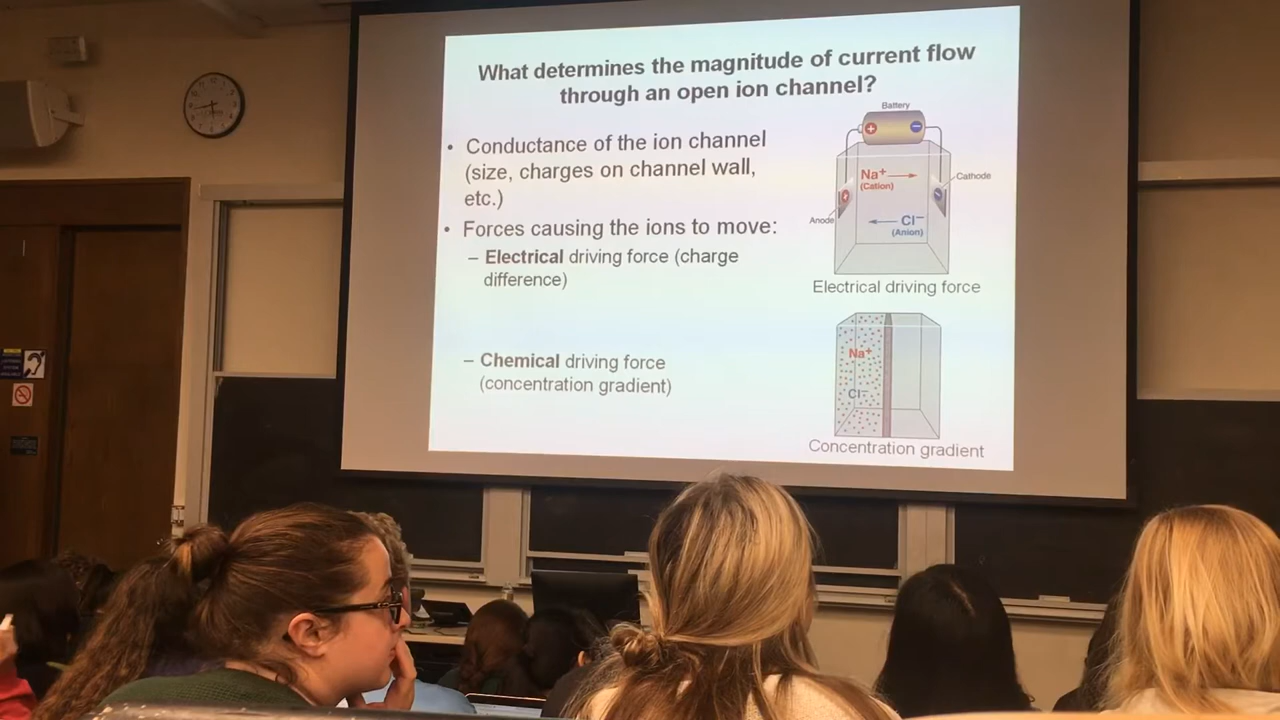 What determines the magnitude of current flow
through an open ion channel?
• Conductance of the ion channel
(size, charges on channel wall,
etc.)
• Forces causing the ions to move:
– Electrical driving force (charge
difference)
– Chemical driving force
(concentration gradient)
Battery
+ −
Na⁺
(Cation)
Cathode
Anode
Cl⁻
(Anion)
Electrical driving force
Na⁺
Cl⁻
Concentration gradient